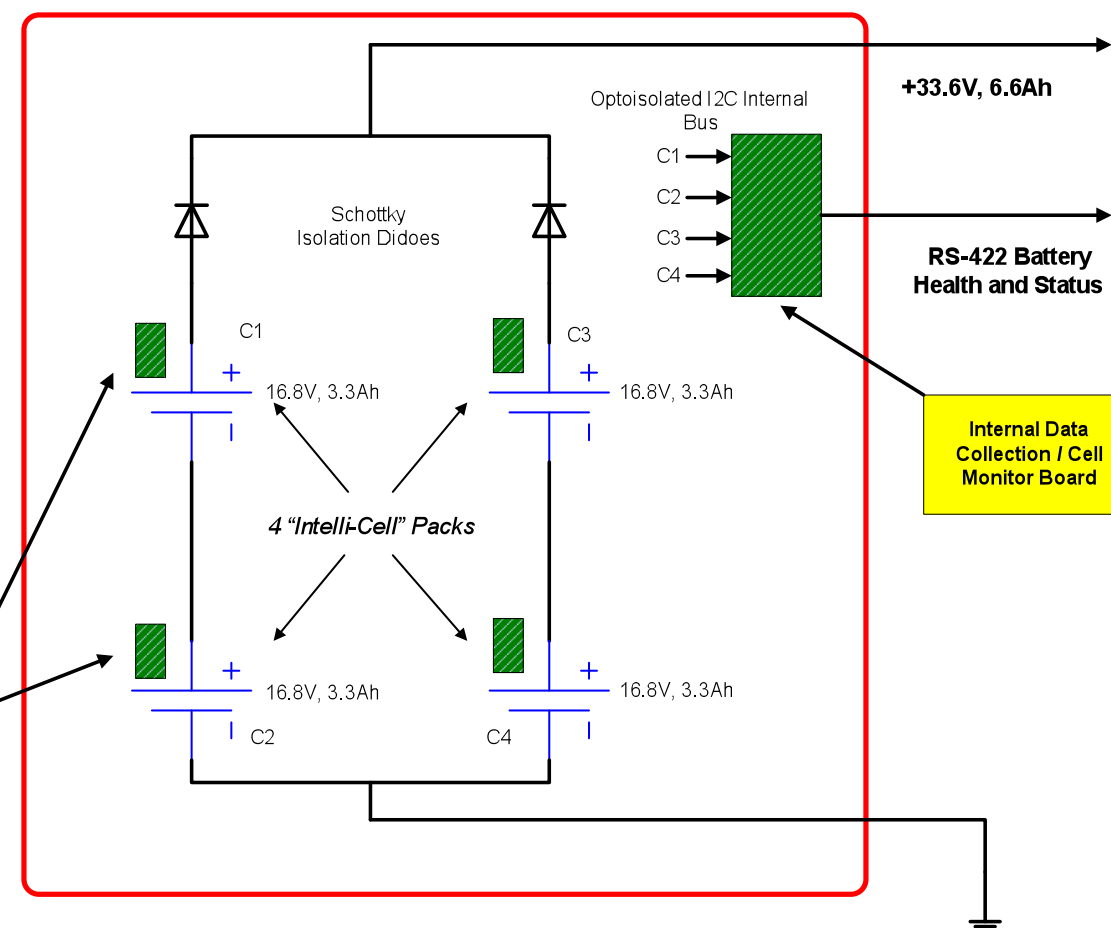 +33.6V, 6.6Ah
Optoisolated I2C Internal
Bus
C1
C2
C3
C4
Schottky
Isolation Didoes
RS-422 Battery
Health and Status
C1
+
16.8V, 3.3Ah
C3
+
16.8V, 3.3Ah
Internal Data
Collection / Cell
Monitor Board
4 “Intelli-Cell” Packs
+
16.8V, 3.3Ah
C2
+
16.8V, 3.3Ah
C4